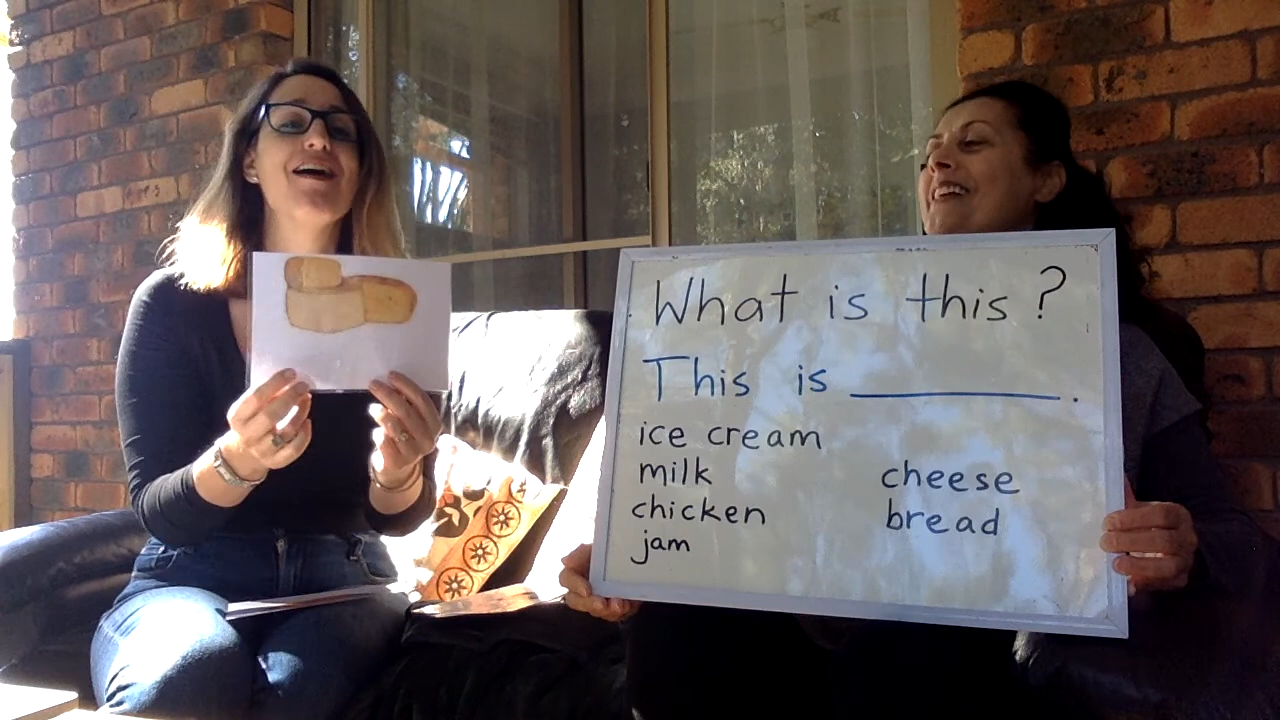 What is this?
This is ________.
ice cream
milk
chicken
jam
cheese
bread